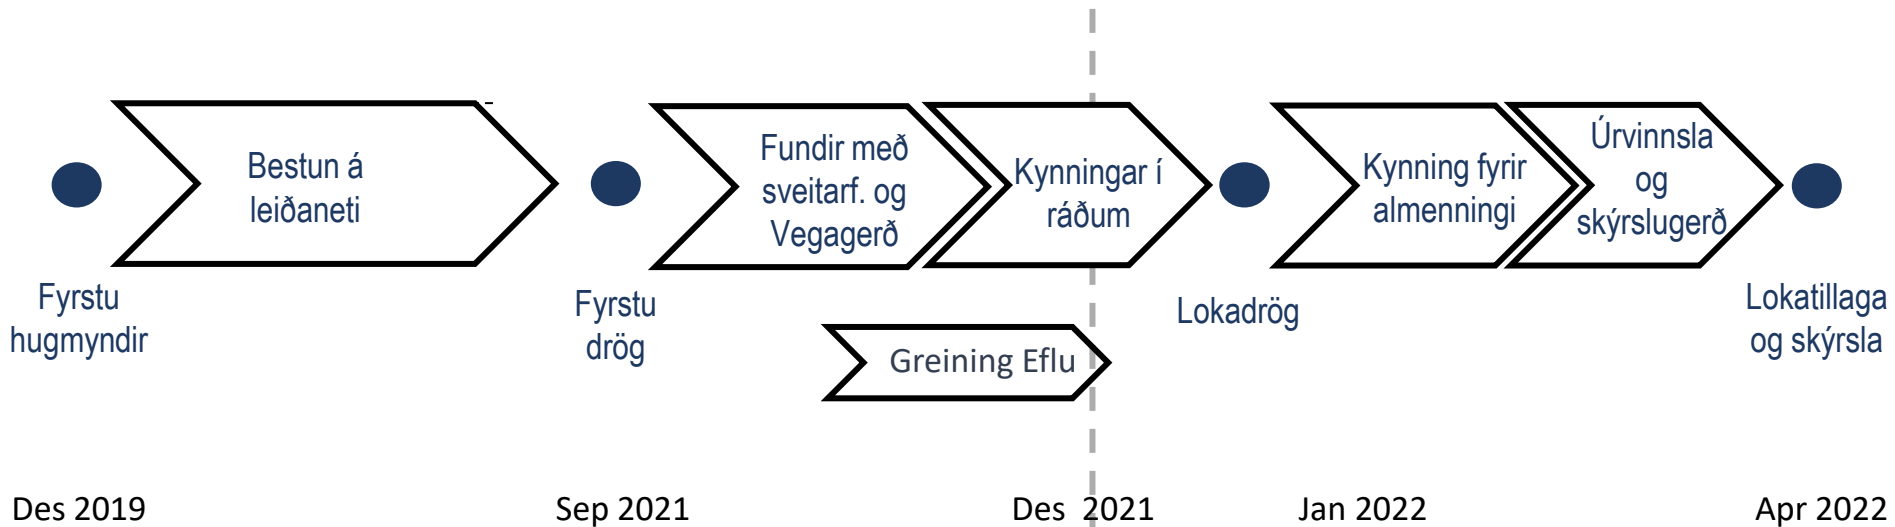 Bestun á
leiðaneti
Fundir með
sveitarf. og
Vegagerð
Kynningar í
ráðum
Kynning fyrir
almenningi
Úrvinnsla
og
skýrslugerð
Fyrstu
hugmyndir
Fyrstu
drög
Lokadrög
Lokatillaga
og skýrsla
Greining Eflu
Des 2019
Sep 2021
Des 2021
Jan 2022
Apr 2022